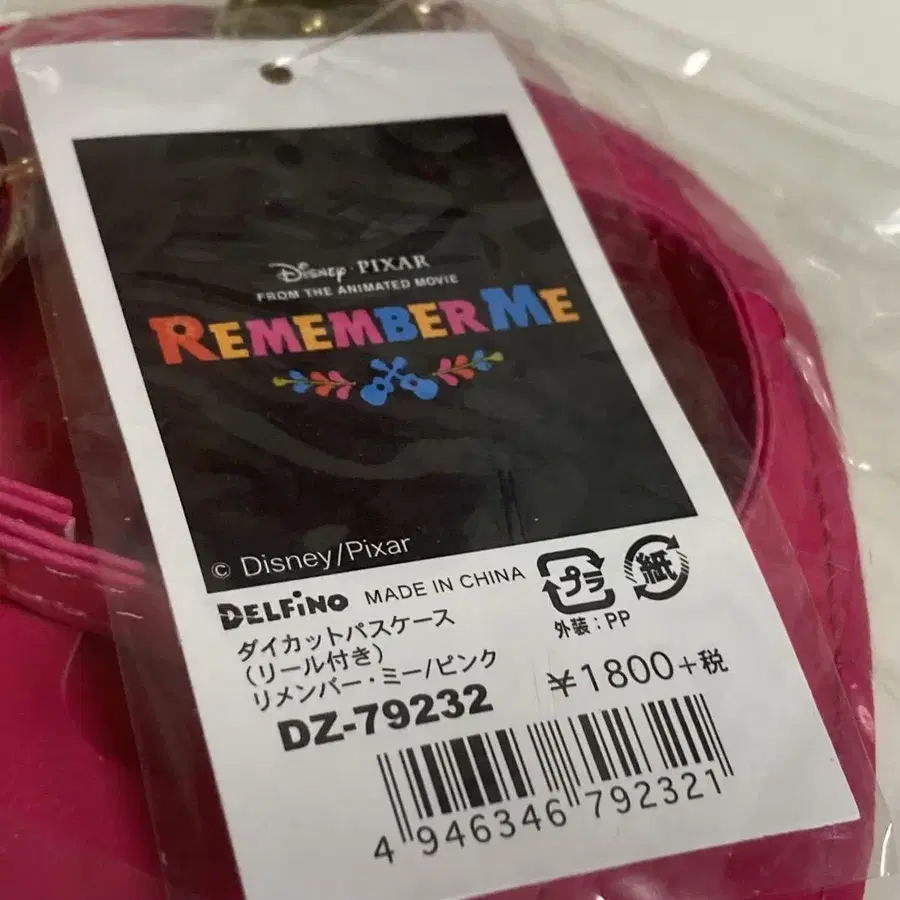 Disney · PIXAR
FROM THE ANIMATED MOVIE
REMEMBER ME
© Disney/Pixar
DELFiNO MADE IN CHINA
ダイカットパスケース
(リール付き)
リメンバー・ミー/ピンク
DZ-79232
プラ
紙
外装:PP
¥1800+税
4 946346 792321